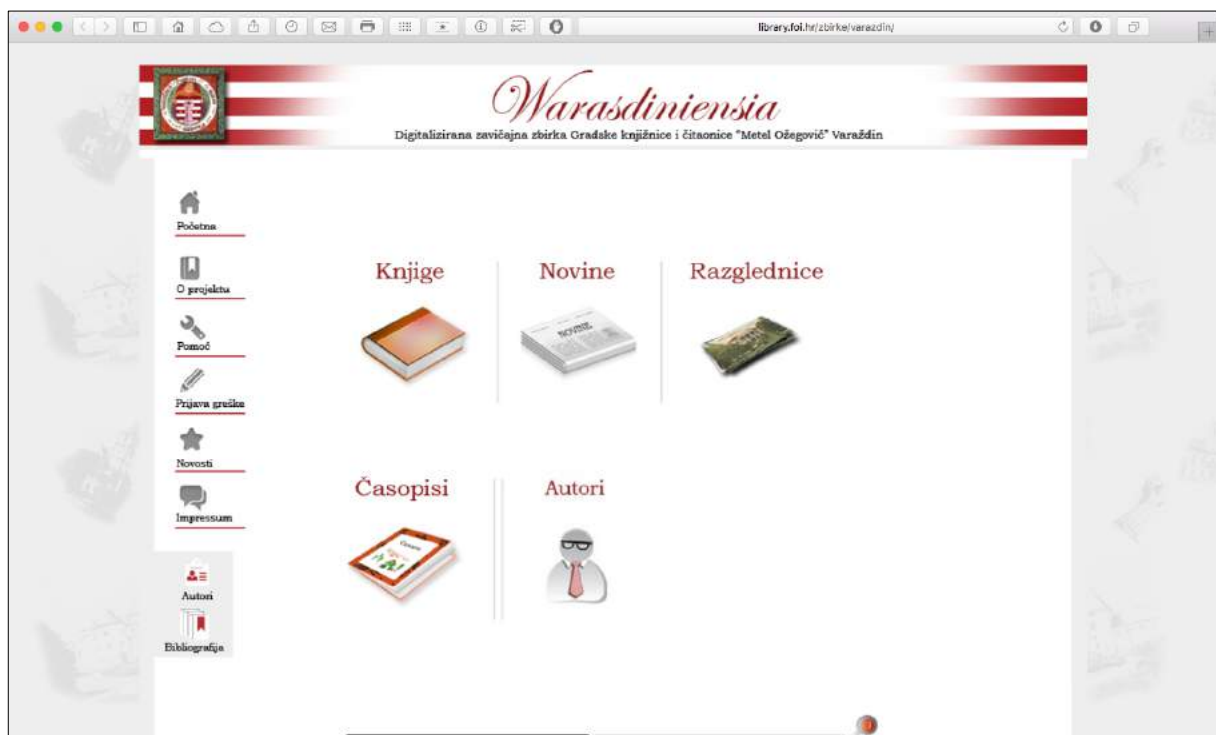 library.foi.hr/zbirke/varazdin/
Warasdiniensia
Digitalizirana zavičajna zbirka Gradske knjižnice i čitaonice "Metel Ožegović" Varaždin
Početna
O projektu
Pomoć
Prijava greške
Novosti
Impressum
Autori
Bibliografija
Knjige
Novine
Razglednice
Časopisi
Autori